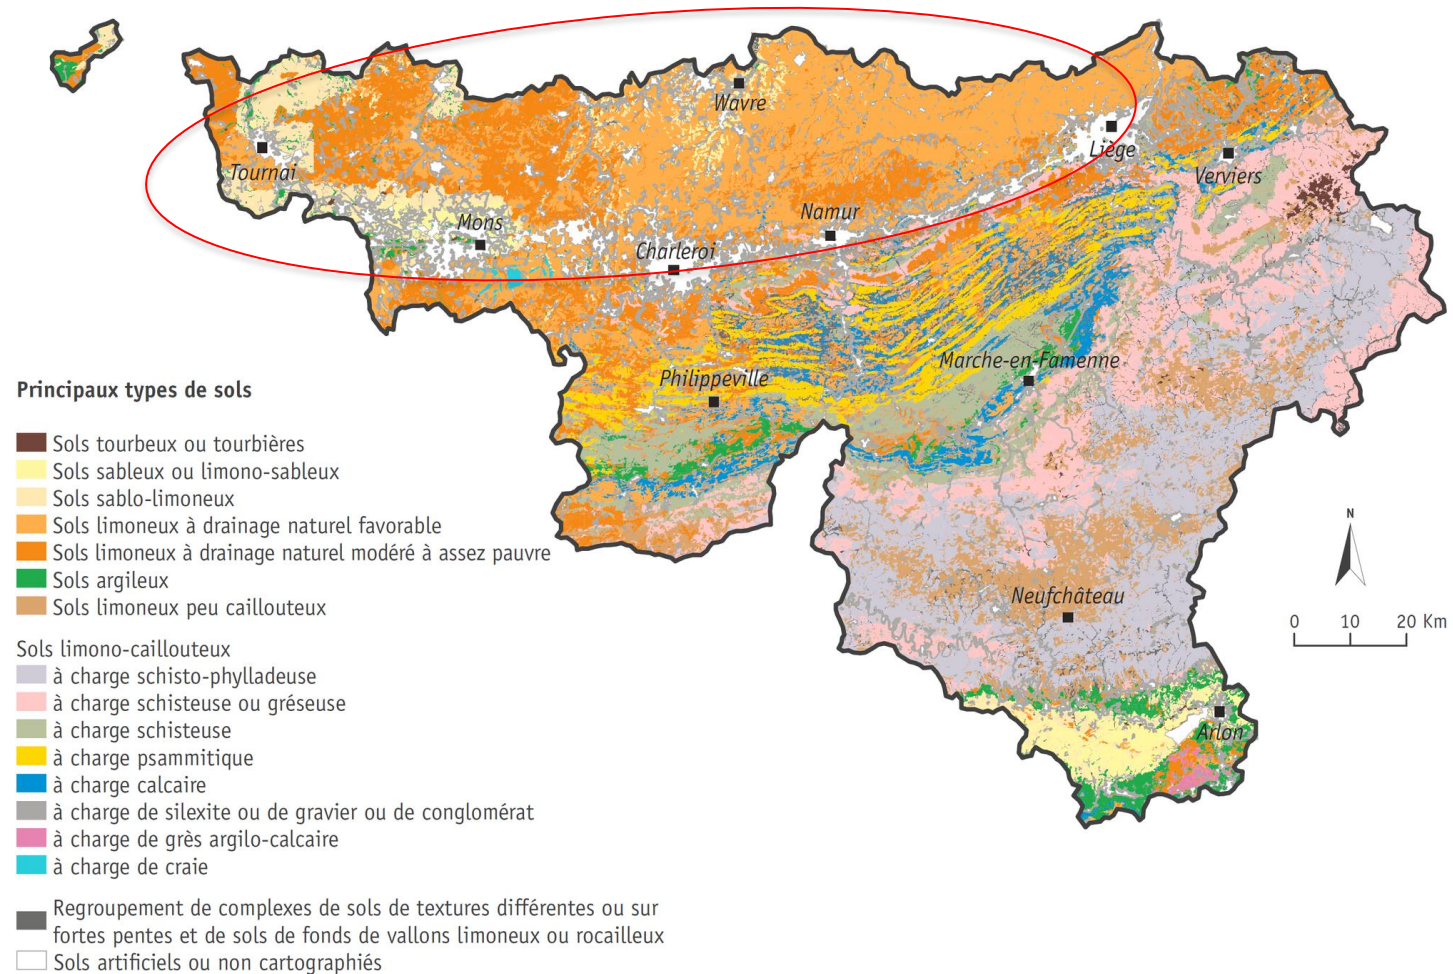 Wavre
Liège
Tournai
Verviers
Namur
Mons
Charleroi
Marche-en-Famenne
Philippeville
Principaux types de sols
Sols tourbeux ou tourbières
Sols sableux ou limono-sableux
Sols sablo-limoneux
Sols limoneux à drainage naturel favorable
Sols limoneux à drainage naturel modéré à assez pauvre
Sols argileux
Sols limoneux peu caillouteux
Sols limono-caillouteux
à charge schisto-phylladeuse
à charge schisteuse ou gréseuse
à charge schisteuse
à charge psammitique
à charge calcaire
à charge de silexite ou de gravier ou de conglomérat
à charge de grès argilo-calcaire
à charge de craie
Regroupement de complexes de sols de textures différentes ou sur
fortes pentes et de sols de fonds de vallons limoneux ou rocailleux
Sols artificiels ou non cartographiés
N
0 10 20 Km
Neufchâteau
Arlon